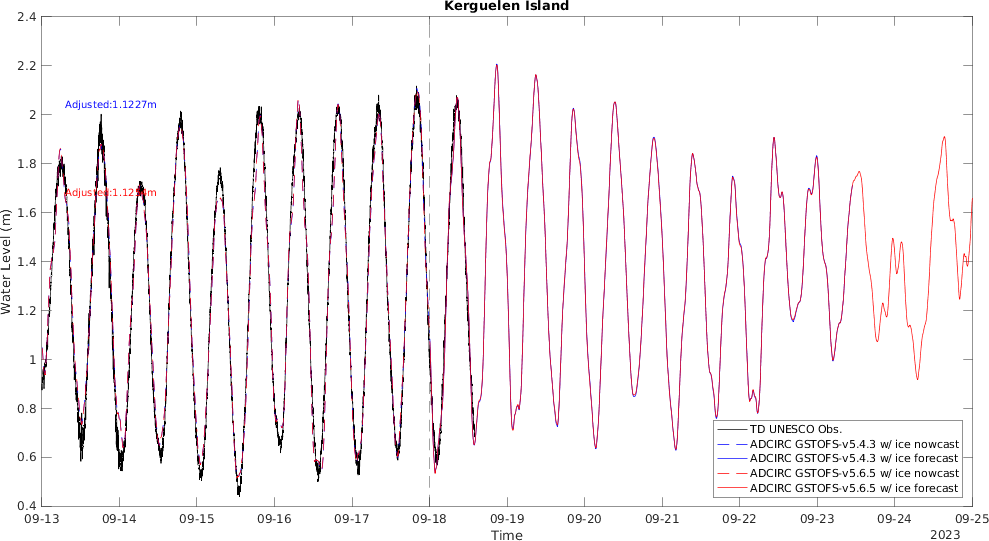 Kerguelen Island
2.4
2.2
2
1.8
1.6
1.4
1.2
1
0.8
0.6
0.4
Water Level (m)
Adjusted:1.1227m
TD UNESCO Obs.
ADCIRC GSTOFS-v5.4.3 w/ ice nowcast
ADCIRC GSTOFS-v5.4.3 w/ ice forecast
ADCIRC GSTOFS-v5.6.5 w/ ice nowcast
ADCIRC GSTOFS-v5.6.5 w/ ice forecast
09-13 09-14 09-15 09-16 09-17 09-18 09-19 09-20 09-21 09-22 09-23 09-24 09-25
Time
2023